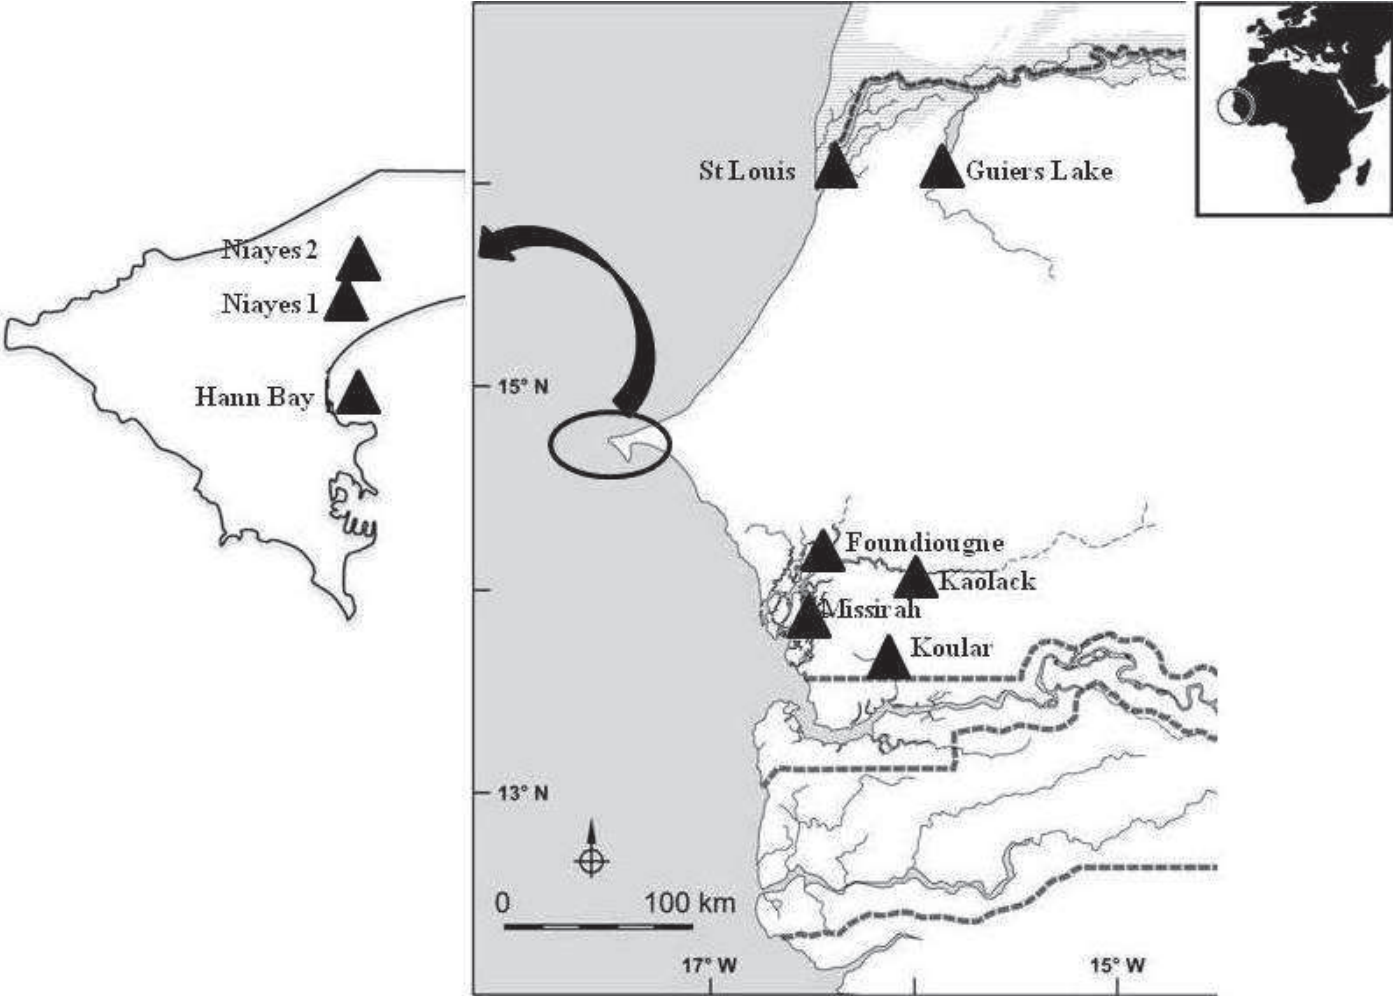 St Louis
Guiers Lake
Niayes 2
Niayes 1
Hann Bay
15° N
Foundiougne
Kaolack
Missirah
Koular
13° N
0 100 km
17° W
15° W